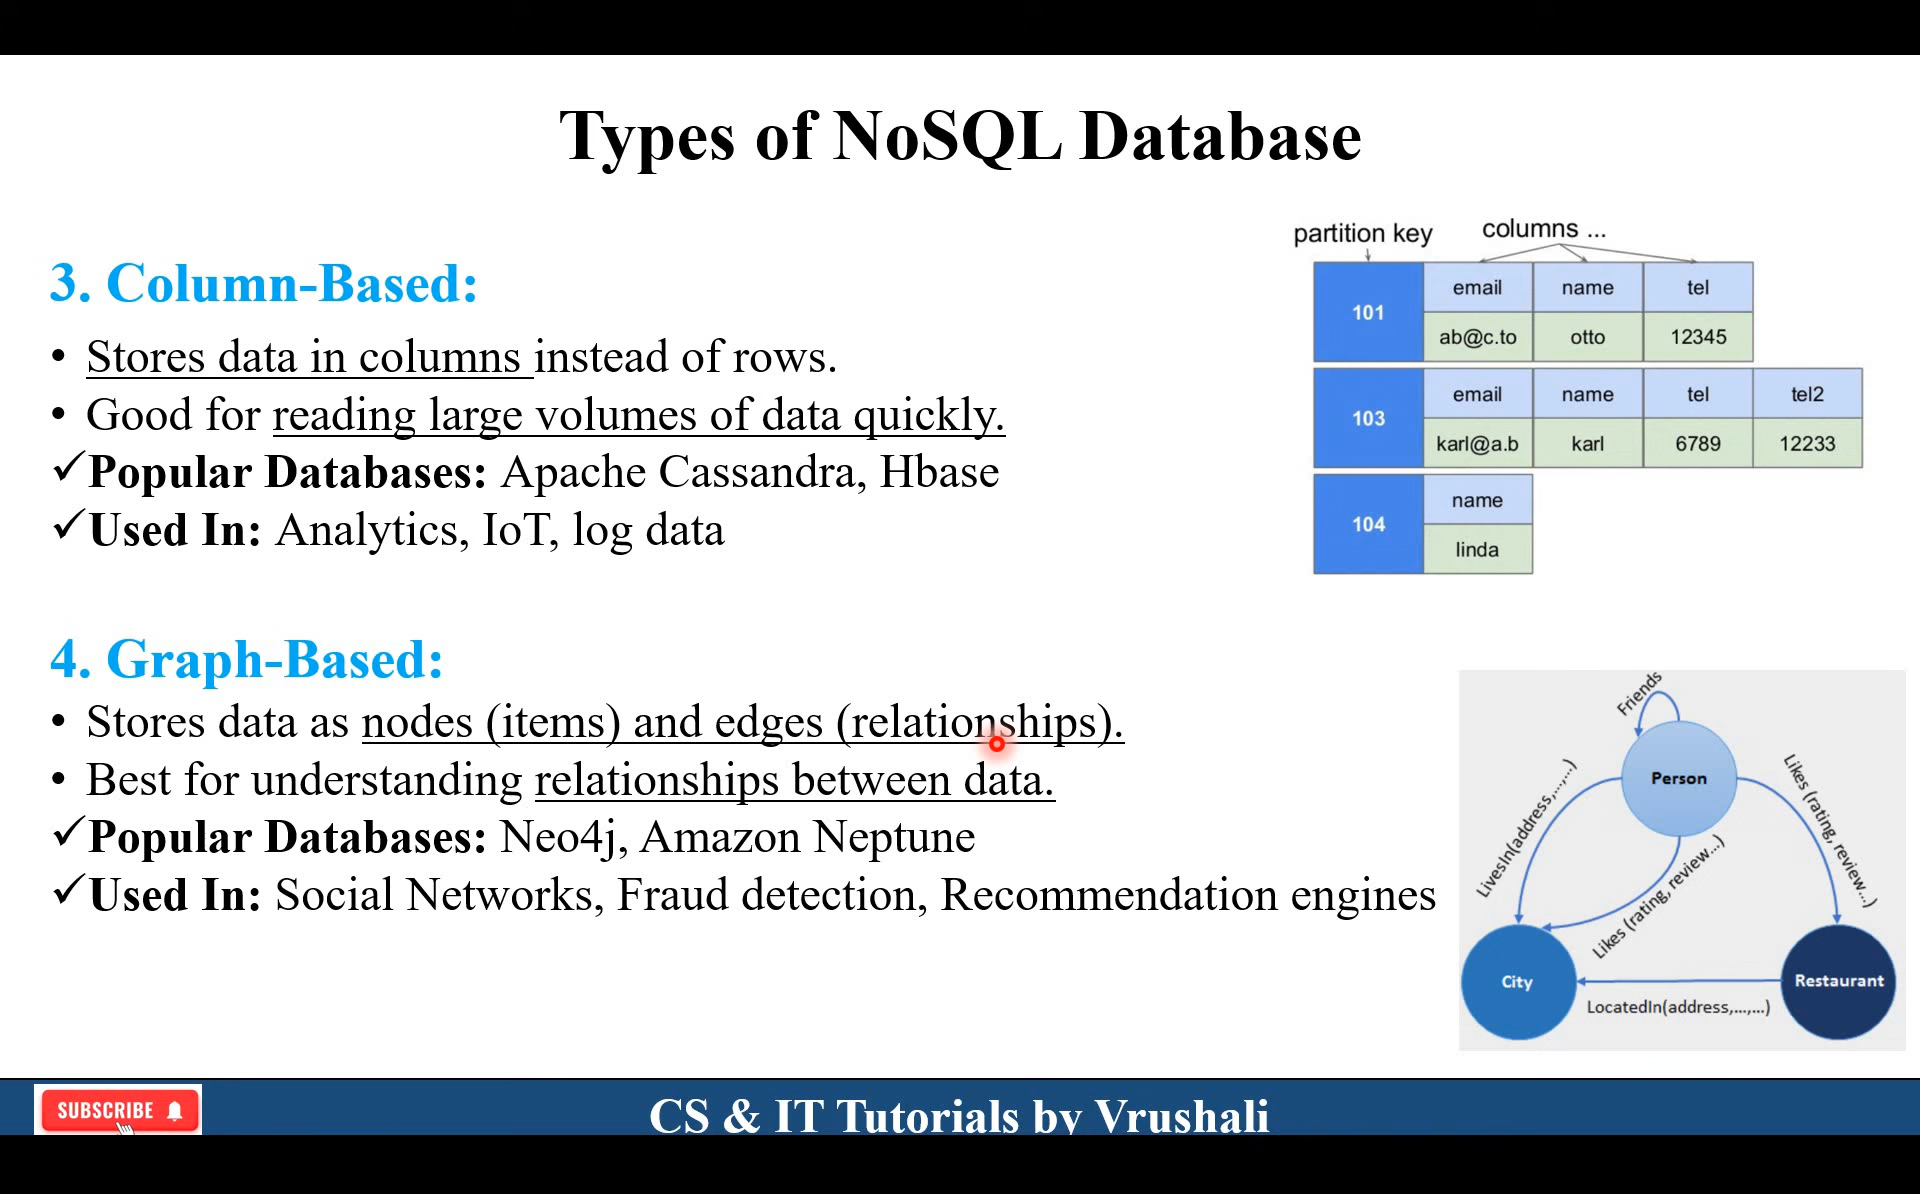 Types of NoSQL Database
3. Column-Based:
• Stores data in columns instead of rows.
• Good for reading large volumes of data quickly.
✓Popular Databases: Apache Cassandra, Hbase
✓Used In: Analytics, IoT, log data
partition key columns ...
101 email name tel
ab@c.to otto 12345
103 email name tel tel2
karl@a.b karl 6789 12233
104 name
linda
4. Graph-Based:
• Stores data as nodes (items) and edges (relationships).
• Best for understanding relationships between data.
✓Popular Databases: Neo4j, Amazon Neptune
✓Used In: Social Networks, Fraud detection, Recommendation engines
Friends
Person
LivesIn(address,...,...)
Likes (rating, review...)
Likes (rating, review...)
City
Restaurant
LocatedIn(address,...,...)
SUBSCRIBE
CS & IT Tutorials by Vrushali